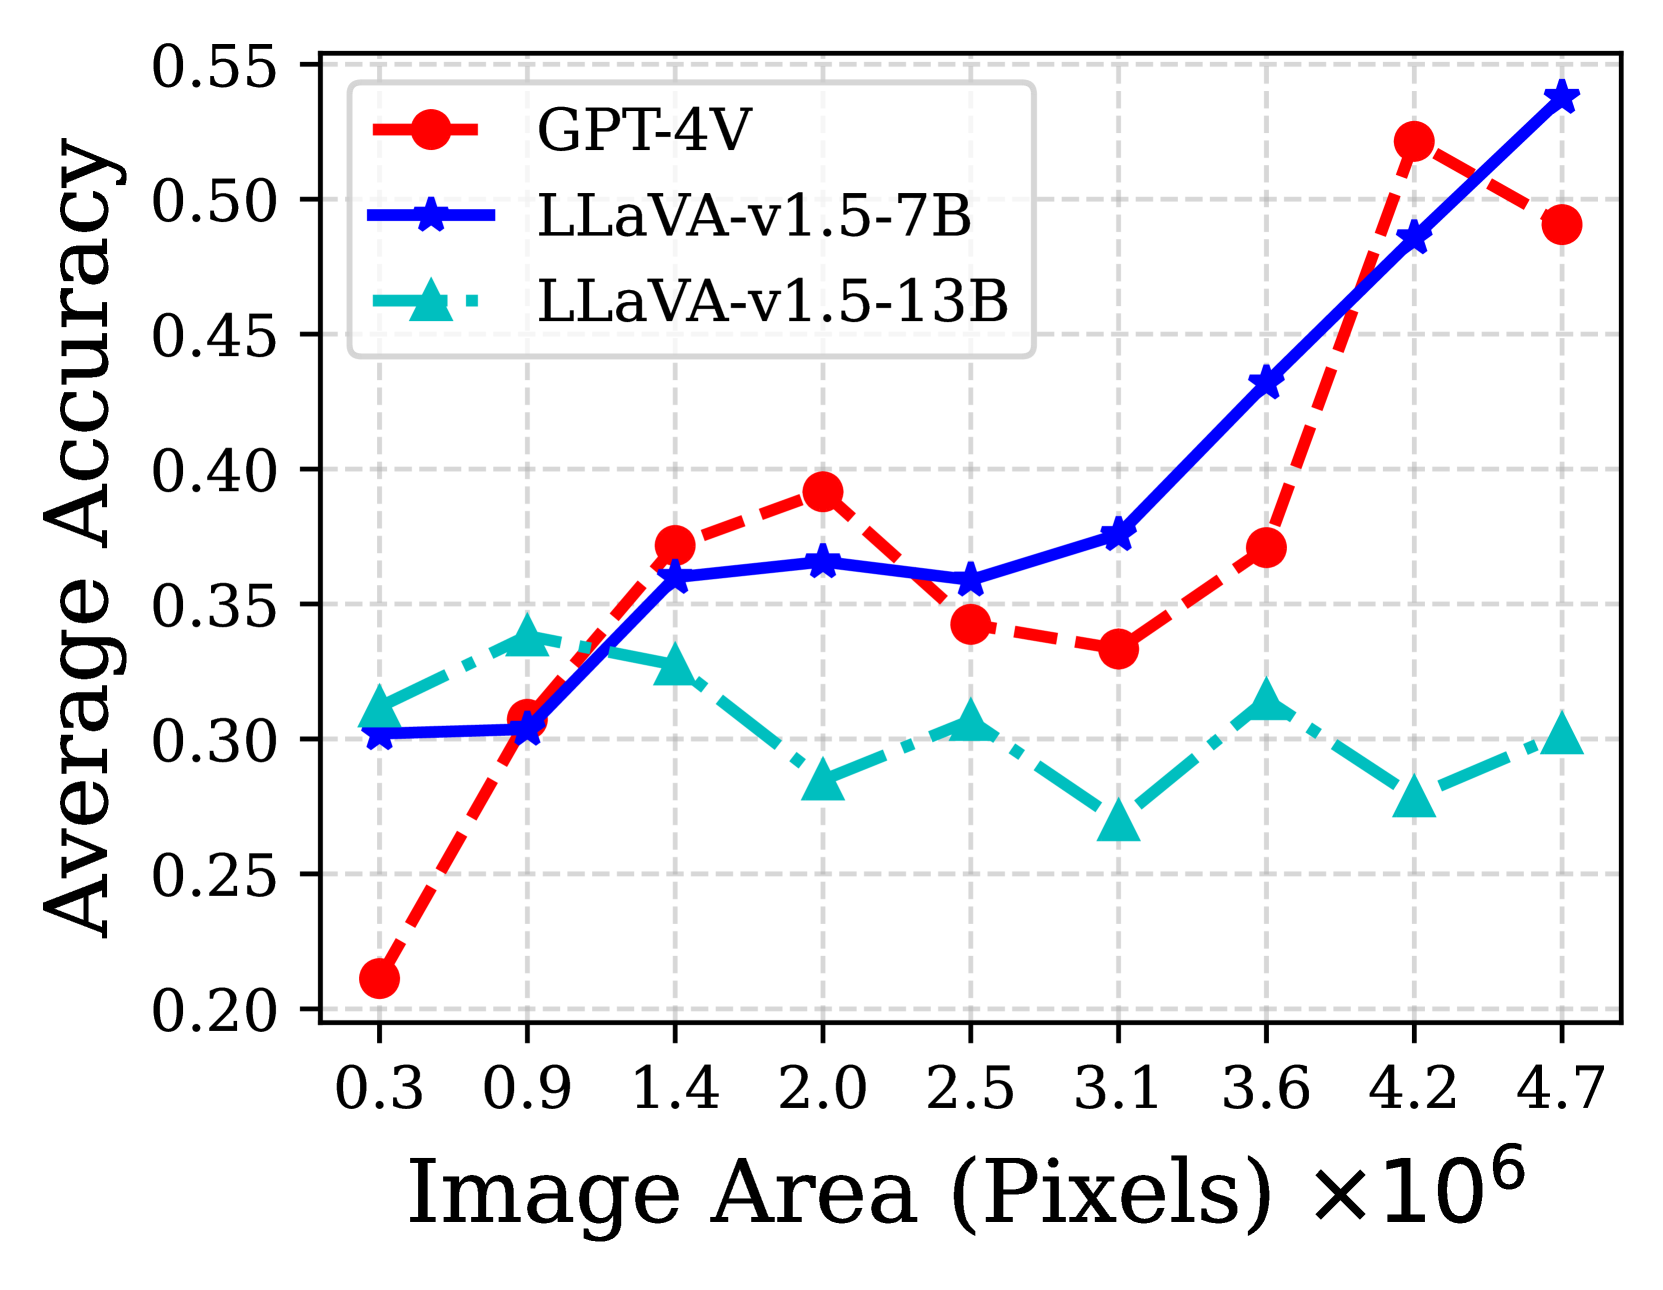 0.55
0.50
0.45
0.40
0.35
0.30
0.25
0.20
Average Accuracy
GPT-4V
LLaVA-v1.5-7B
LLaVA-v1.5-13B
0.3 0.9 1.4 2.0 2.5 3.1 3.6 4.2 4.7
Image Area (Pixels) ×10⁶